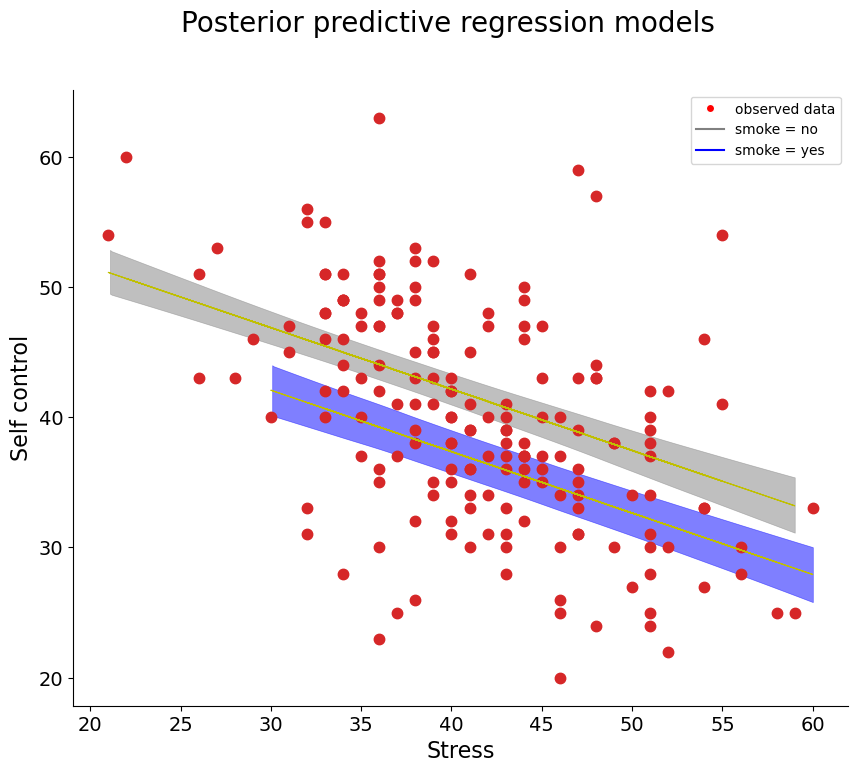 Posterior predictive regression models
observed data
smoke = no
smoke = yes
Self control
60
50
40
30
20
20 25 30 35 40 45 50 55 60
Stress